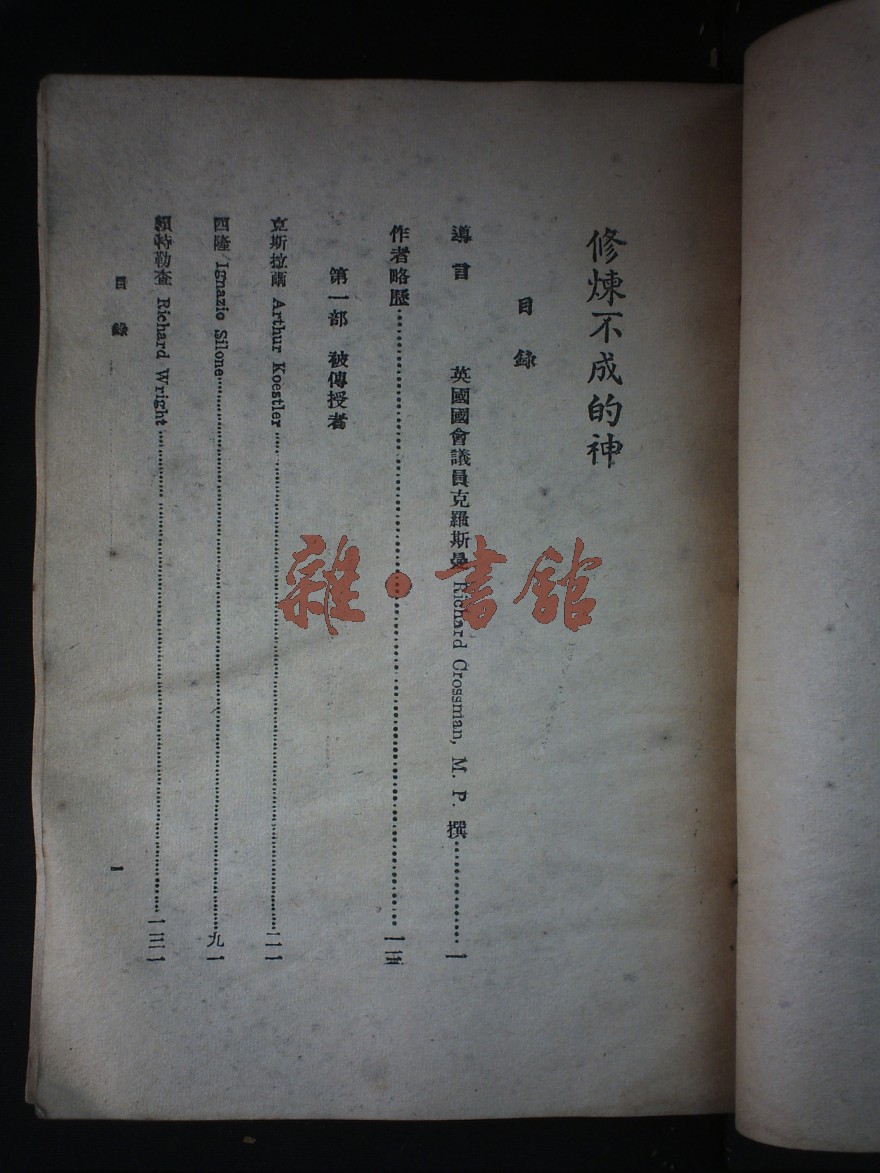 修煉不成的神
目錄
導言 英國國會議員克羅斯曼 Richard Crossman, M. P. 撰……一
作者略歷……一五
第一部 被傳授者
克斯拉爾 Arthur Koestler……二一
西隆 Ignazio Silone……九一
賴特勒查 Richard Wright……一三一
目錄 一
雜·書館